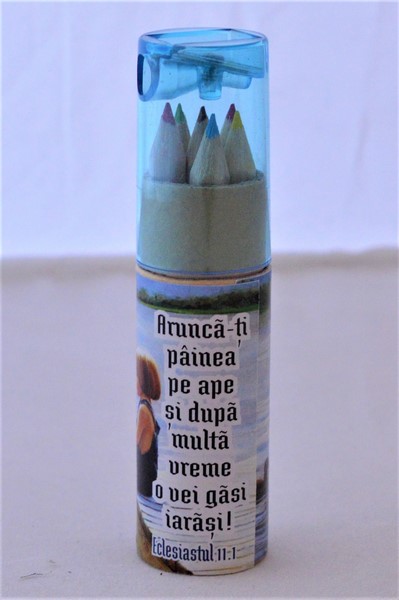 Aruncă-ți
pâinea
pe ape
și după
multă
vreme
o vei găsi
iarăși!
Eclesiastul 11:1